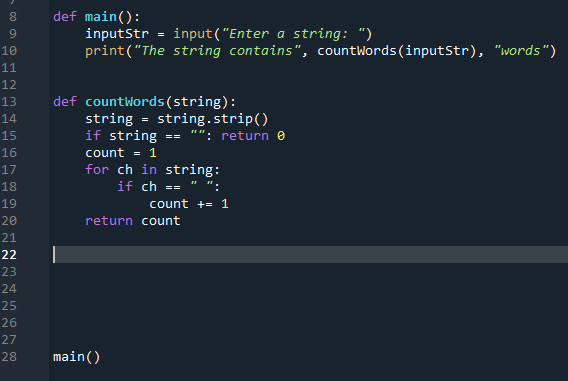 8 def main():
9     inputStr = input("Enter a string: ")
10     print("The string contains", countWords(inputStr), "words")
11
12
13 def countWords(string):
14     string = string.strip()
15     if string == "": return 0
16     count = 1
17     for ch in string:
18         if ch == " ":
19             count += 1
20     return count
21
22
23
24
25
26
27
28 main()